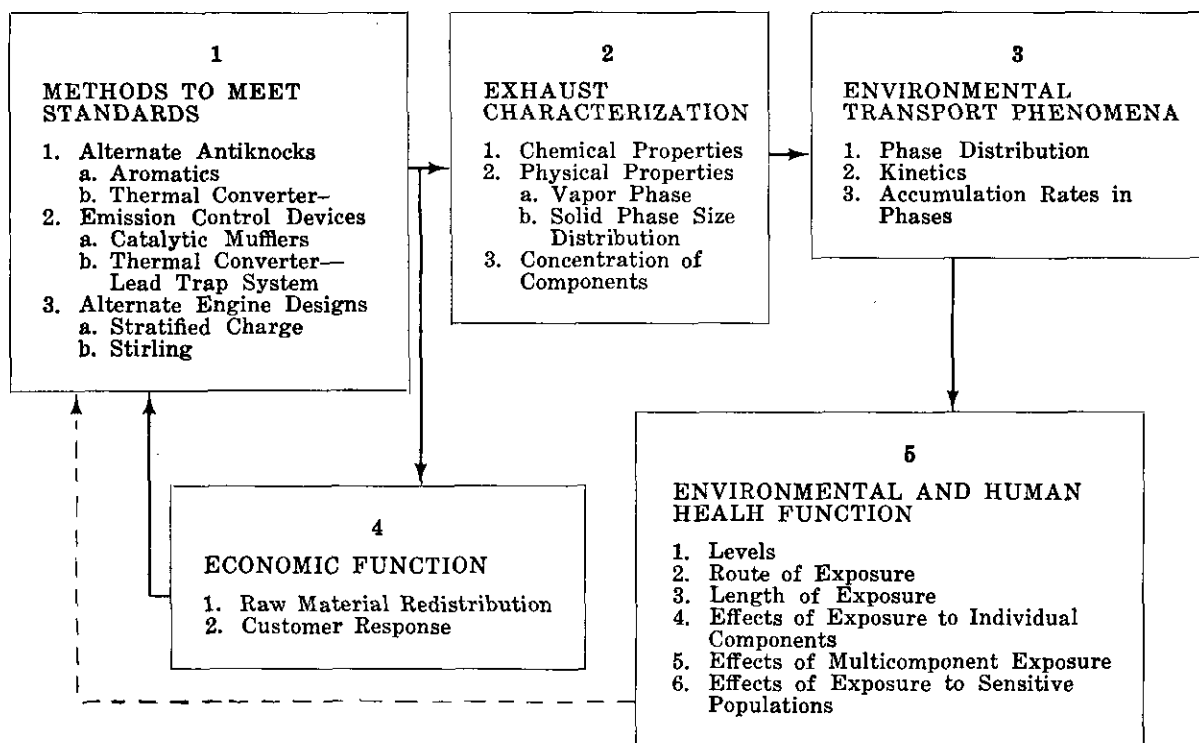 1
METHODS TO MEET
STANDARDS
1. Alternate Antiknocks
a. Aromatics
b. Thermal Converter–
2. Emission Control Devices
a. Catalytic Mufflers
b. Thermal Converter—
Lead Trap System
3. Alternate Engine Designs
a. Stratified Charge
b. Stirling
2
EXHAUST
CHARACTERIZATION
1. Chemical Properties
2. Physical Properties
a. Vapor Phase
b. Solid Phase Size
Distribution
3. Concentration of
Components
3
ENVIRONMENTAL
TRANSPORT PHENOMENA
1. Phase Distribution
2. Kinetics
3. Accumulation Rates in
Phases
4
ECONOMIC FUNCTION
1. Raw Material Redistribution
2. Customer Response
5
ENVIRONMENTAL AND HUMAN
HEALH FUNCTION
1. Levels
2. Route of Exposure
3. Length of Exposure
4. Effects of Exposure to Individual
Components
5. Effects of Multicomponent Exposure
6. Effects of Exposure to Sensitive
Populations